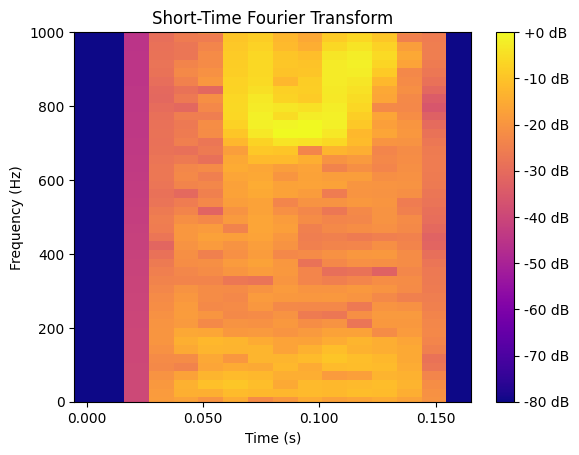 Short-Time Fourier Transform
1000
800
600
400
200
0
Frequency (Hz)
0.000
0.050
0.100
0.150
Time (s)
+0 dB
-10 dB
-20 dB
-30 dB
-40 dB
-50 dB
-60 dB
-70 dB
-80 dB